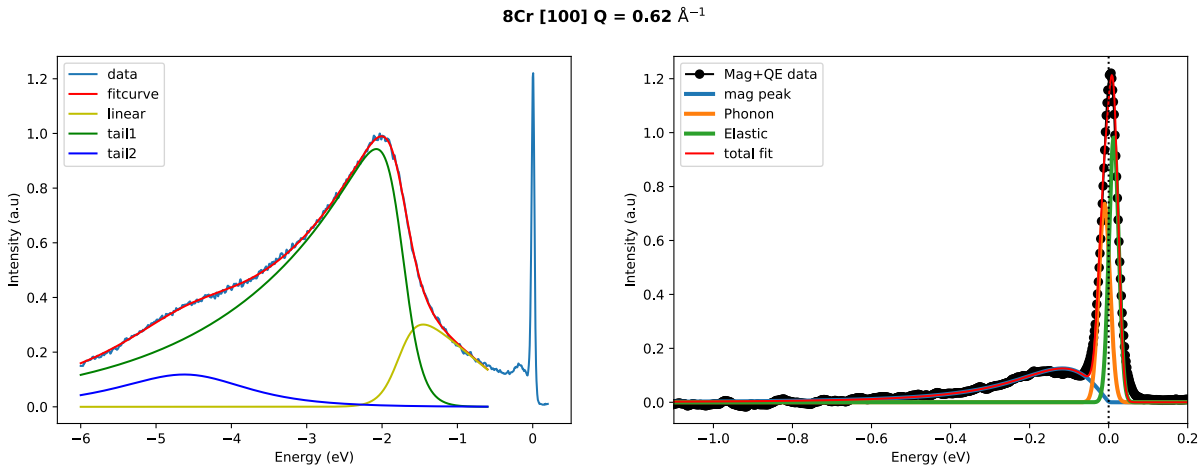 8Cr [100] Q = 0.62 Å⁻¹
data
fitcurve
linear
tail1
tail2
Intensity (a.u)
1.2
1.0
0.8
0.6
0.4
0.2
0.0
−6 −5 −4 −3 −2 −1 0
Energy (eV)
Mag+QE data
mag peak
Phonon
Elastic
total fit
Intensity (a.u)
1.2
1.0
0.8
0.6
0.4
0.2
0.0
−1.0 −0.8 −0.6 −0.4 −0.2 0.0 0.2
Energy (eV)